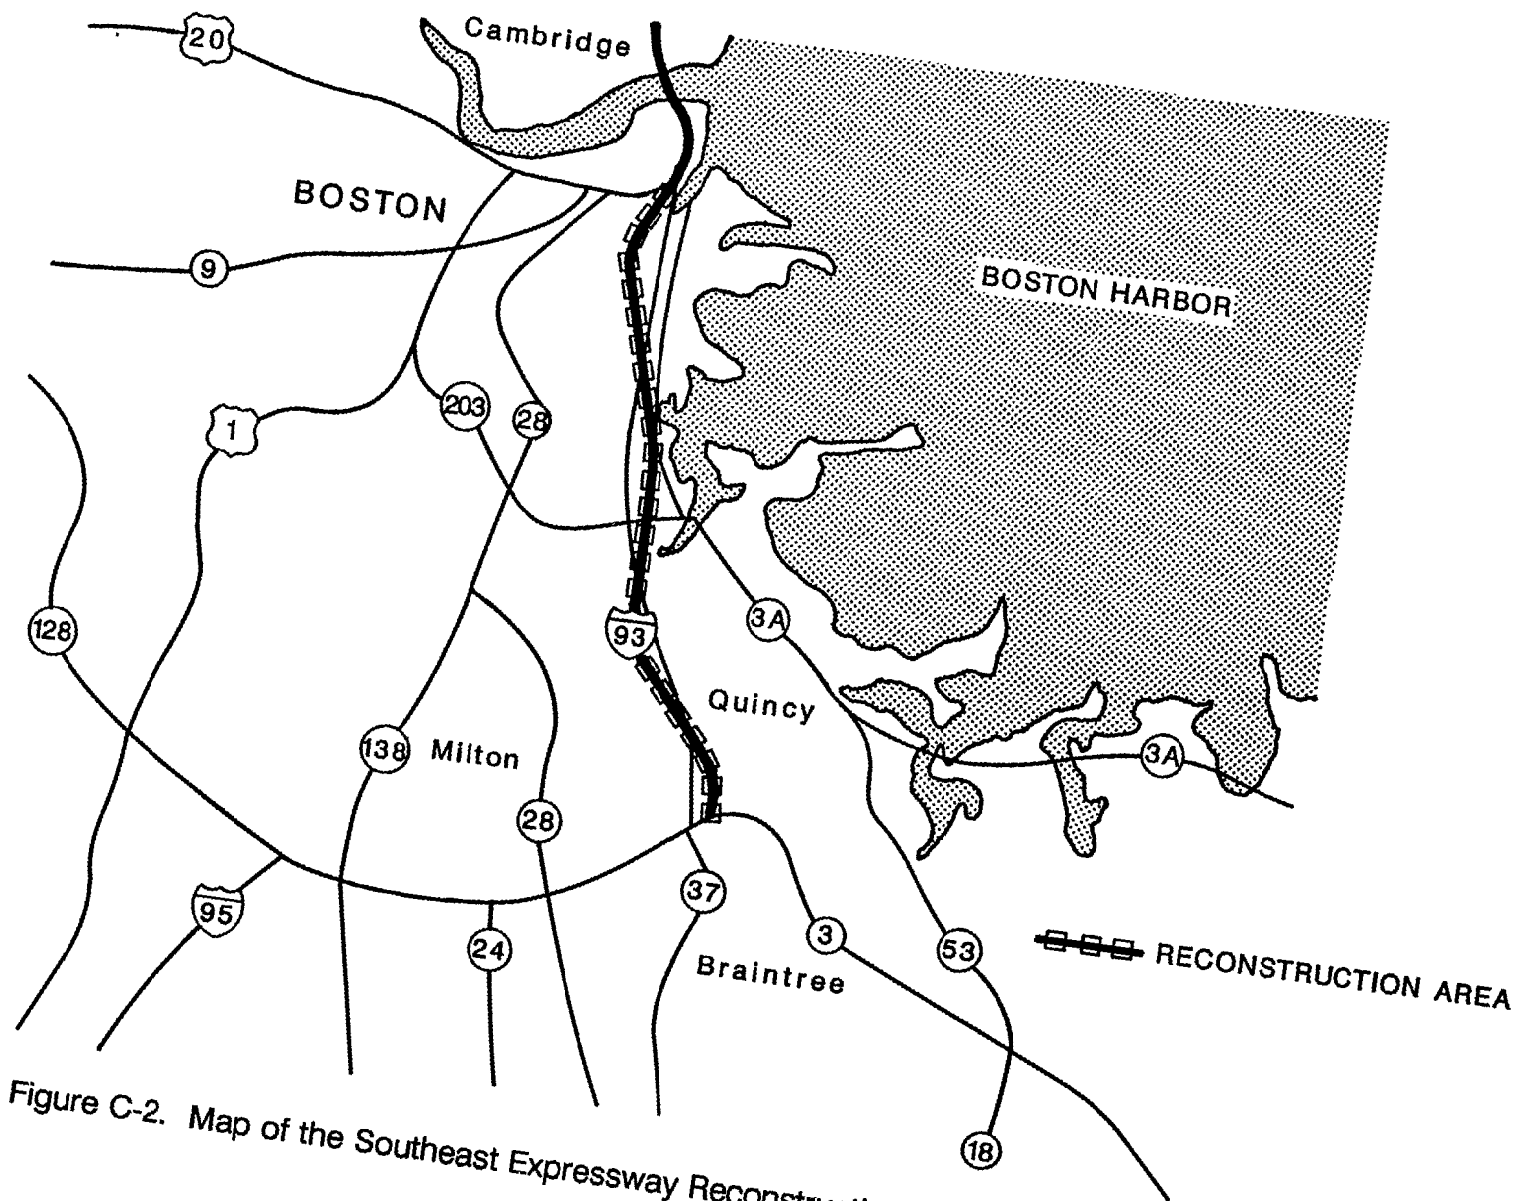 Cambridge
20
BOSTON
9
BOSTON HARBOR
203
28
1
128
93
3A
Quincy
138
Milton
3A
28
37
95
24
3
53
Braintree
RECONSTRUCTION AREA
18
Figure C-2. Map of the Southeast Expressway